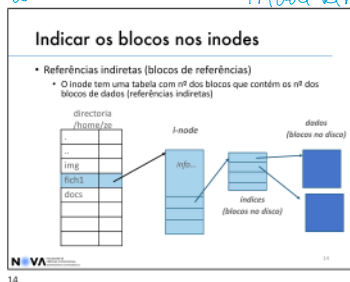 Indicar os blocos nos inodes
• Referências indiretas (blocos de referências)
• O inode tem uma tabela com nº dos blocos que contém os nº dos
blocos de dados (referências indiretas)
directoria
/home/ze
.
..
img
fich1
docs
I-node
info...
índices
(blocos no disco)
dados
(blocos no disco)
NOVA
14
14